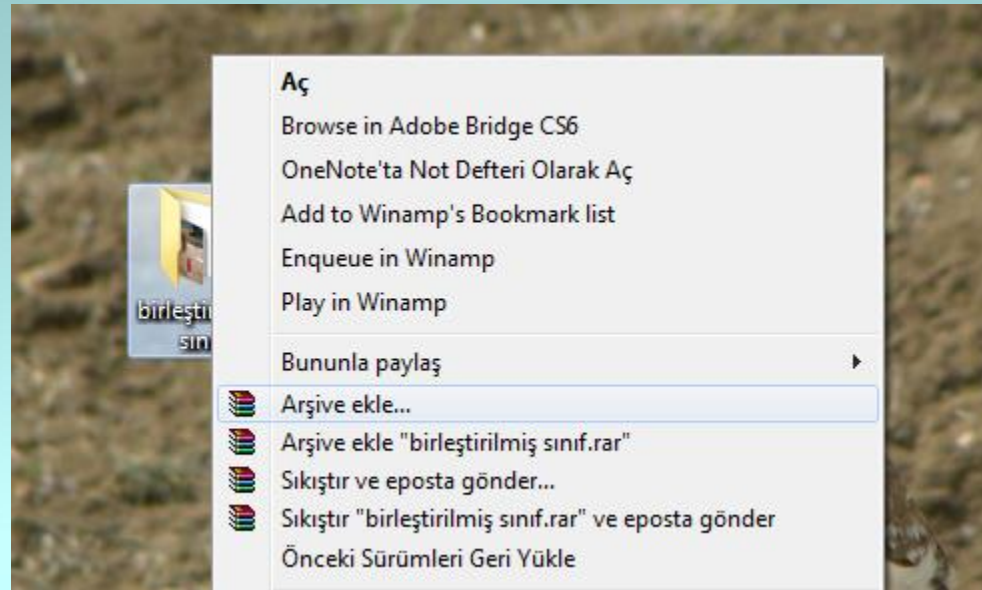 Aç
Browse in Adobe Bridge CS6
OneNote'ta Not Defteri Olarak Aç
Add to Winamp's Bookmark list
Enqueue in Winamp
Play in Winamp
Bununla paylaş
Arşive ekle...
Arşive ekle "birleştirilmiş sınıf.rar"
Sıkıştır ve eposta gönder...
Sıkıştır "birleştirilmiş sınıf.rar" ve eposta gönder
Önceki Sürümleri Geri Yükle